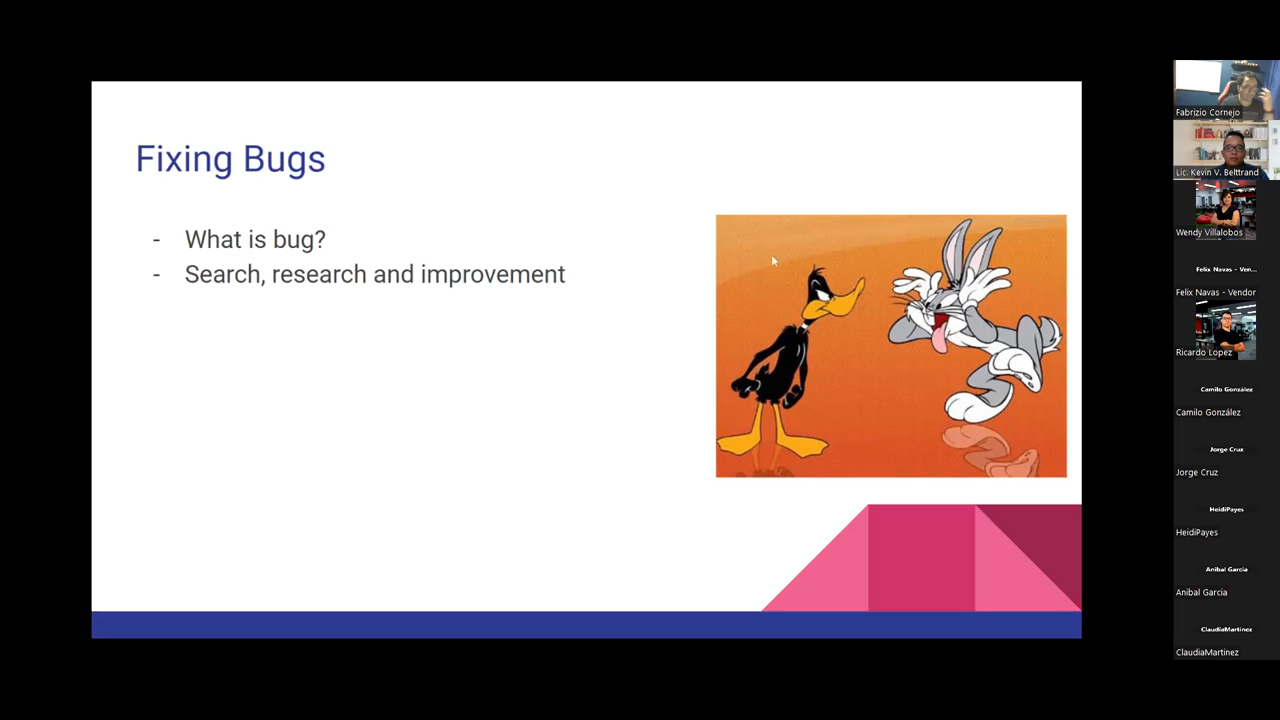 Fixing Bugs
- What is bug?
- Search, research and improvement
Fabrizio Cornejo
Lic. Kevin V. Belttrand
Wendy Villalobos
Felix Navas - Ven...
Felix Navas - Vendor
Ricardo Lopez
Camilo González
Camilo González
Jorge Cruz
Jorge Cruz
HeidiPayes
HeidiPayes
Anibal Garcia
Anibal Garcia
ClaudiaMartinez
ClaudiaMartinez